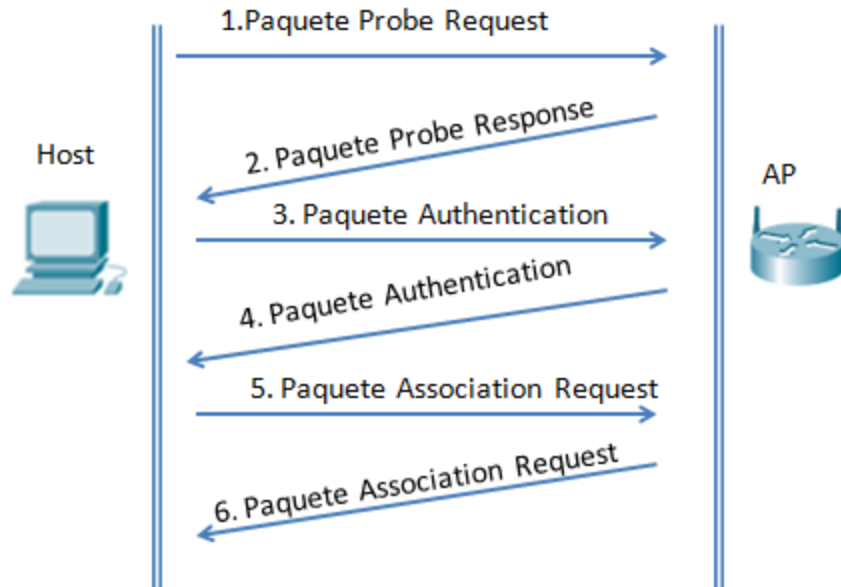 1.Paquete Probe Request
2. Paquete Probe Response
Host
AP
3. Paquete Authentication
4. Paquete Authentication
5. Paquete Association Request
6. Paquete Association Request